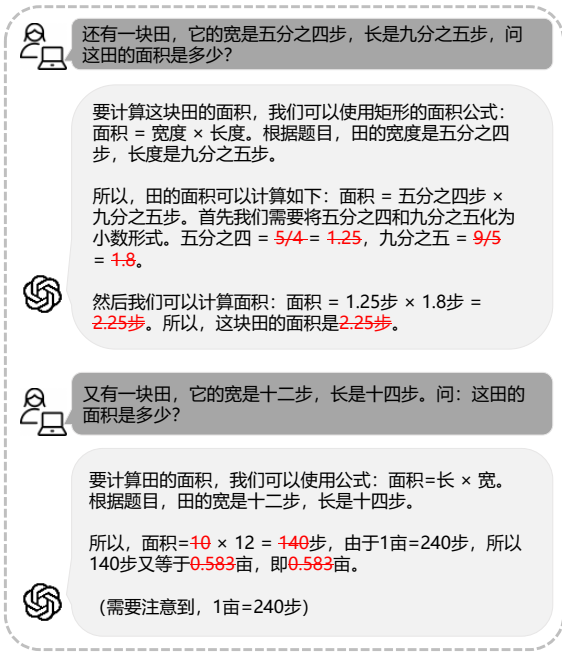 还有一块田，它的宽是五分之四步，长是九分之五步，问
这田的面积是多少？
要计算这块田的面积，我们可以使用矩形的面积公式：
面积 = 宽度 × 长度。根据题目，田的宽度是五分之四
步，长度是九分之五步。
所以，田的面积可以计算如下：面积 = 五分之四步 ×
九分之五步。首先我们需要将五分之四和九分之五化为
小数形式。五分之四 = 5/4 = 1.25，九分之五 = 9/5
= 1.8。
然后我们可以计算面积：面积 = 1.25步 × 1.8步 =
2.25步。所以，这块田的面积是2.25步。
又有一块田，它的宽是十二步，长是十四步。问：这田的
面积是多少？
要计算田的面积，我们可以使用公式：面积=长 × 宽。
根据题目，田的宽是十二步，长是十四步。
所以，面积=10 × 12 = 140步，由于1亩=240步，所以
140步又等于0.583亩，即0.583亩。
（需要注意到，1亩=240步）